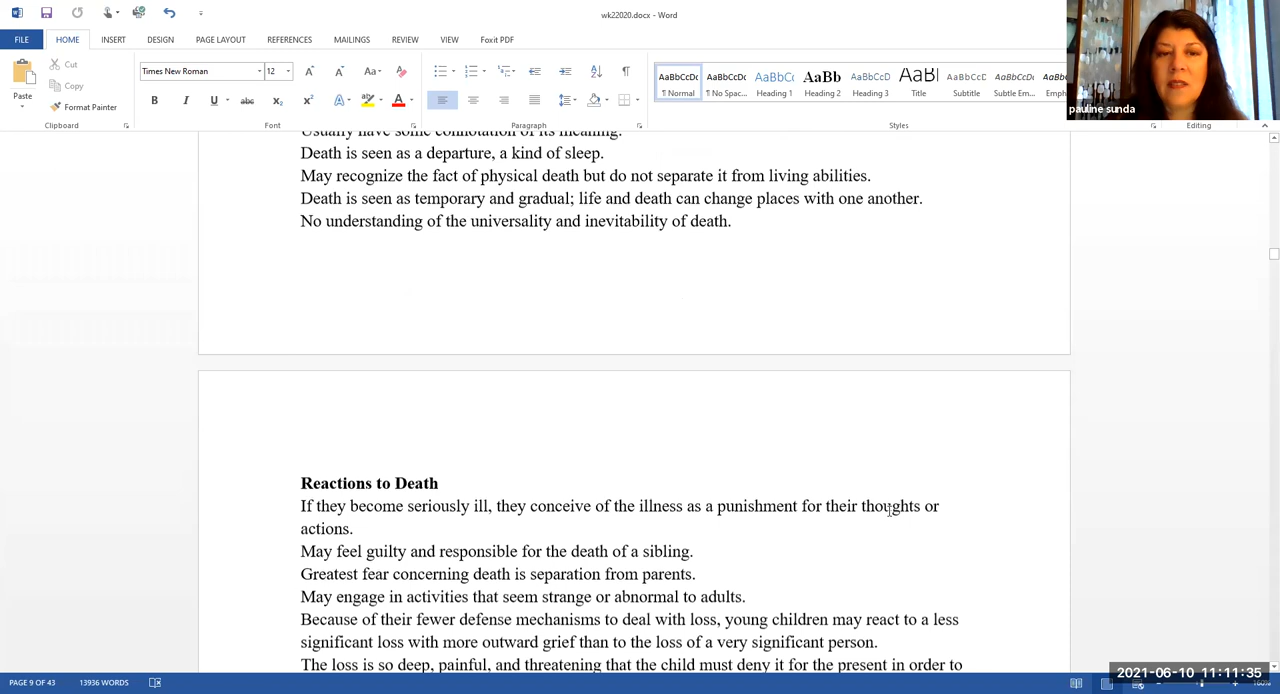 wk22020.docx - Word
FILE HOME INSERT DESIGN PAGE LAYOUT REFERENCES MAILINGS REVIEW VIEW Foxit PDF
Paste
Cut
Copy
Format Painter
Clipboard
Times New Roman 12
Font
Paragraph
AaBbCcDc AaBbCcDc AaBbCc AaBb AaBbCcD AaB AaBbCcD AaBbCcDc
¶ Normal ¶ No Spac... Heading 1 Heading 2 Heading 3 Title Subtitle Subtle Em... Emph
Styles
Editing
pauline sunda
Usually have some connotation of its meaning.
Death is seen as a departure, a kind of sleep.
May recognize the fact of physical death but do not separate it from living abilities.
Death is seen as temporary and gradual; life and death can change places with one another.
No understanding of the universality and inevitability of death.
Reactions to Death
If they become seriously ill, they conceive of the illness as a punishment for their thoughts or
actions.
May feel guilty and responsible for the death of a sibling.
Greatest fear concerning death is separation from parents.
May engage in activities that seem strange or abnormal to adults.
Because of their fewer defense mechanisms to deal with loss, young children may react to a less
significant loss with more outward grief than to the loss of a very significant person.
The loss is so deep, painful, and threatening that the child must deny it for the present in order to
PAGE 9 OF 43 13936 WORDS
2021-06-10 11:11:35